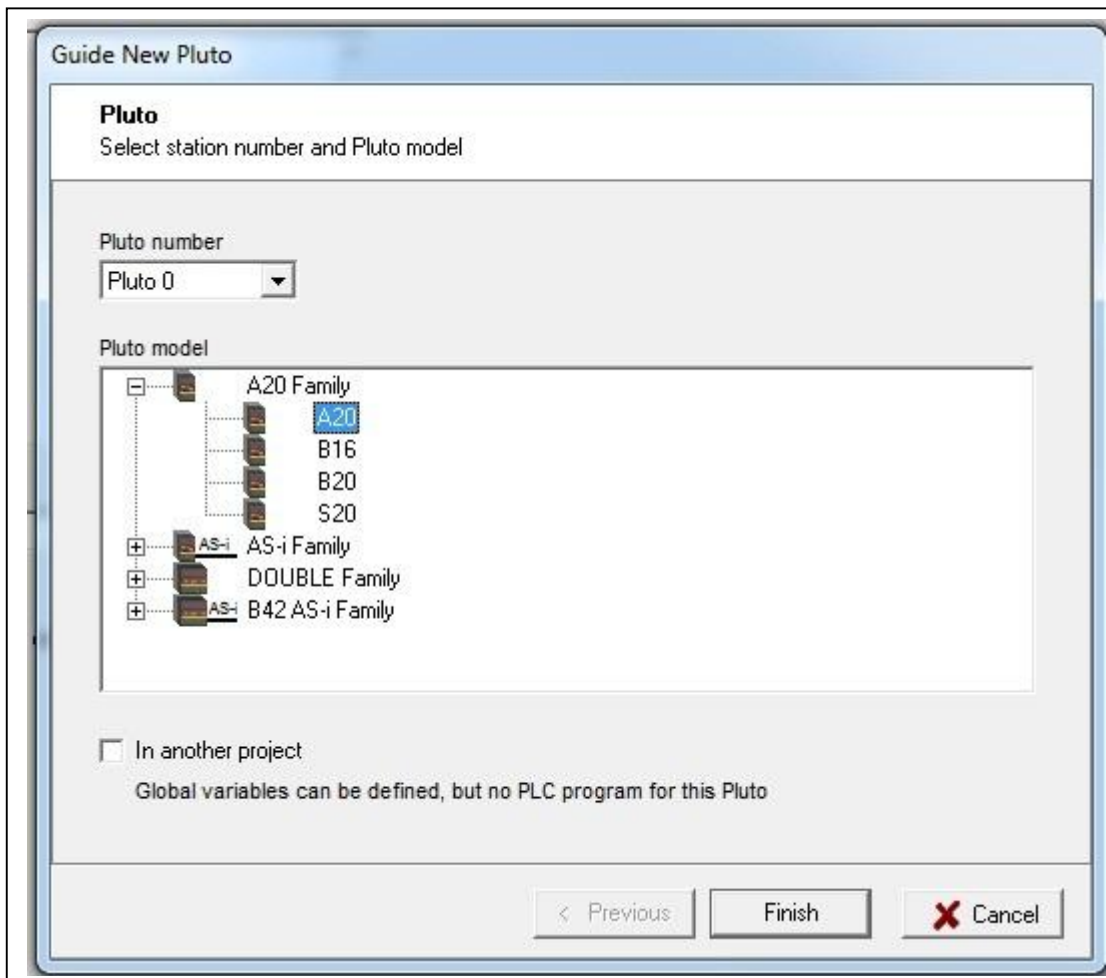 Guide New Pluto
Pluto
Select station number and Pluto model
Pluto number
Pluto 0
Pluto model
A20 Family
A20
B16
B20
S20
AS-i AS-i Family
DOUBLE Family
AS-i B42 AS-i Family
In another project
Global variables can be defined, but no PLC program for this Pluto
< Previous Finish Cancel